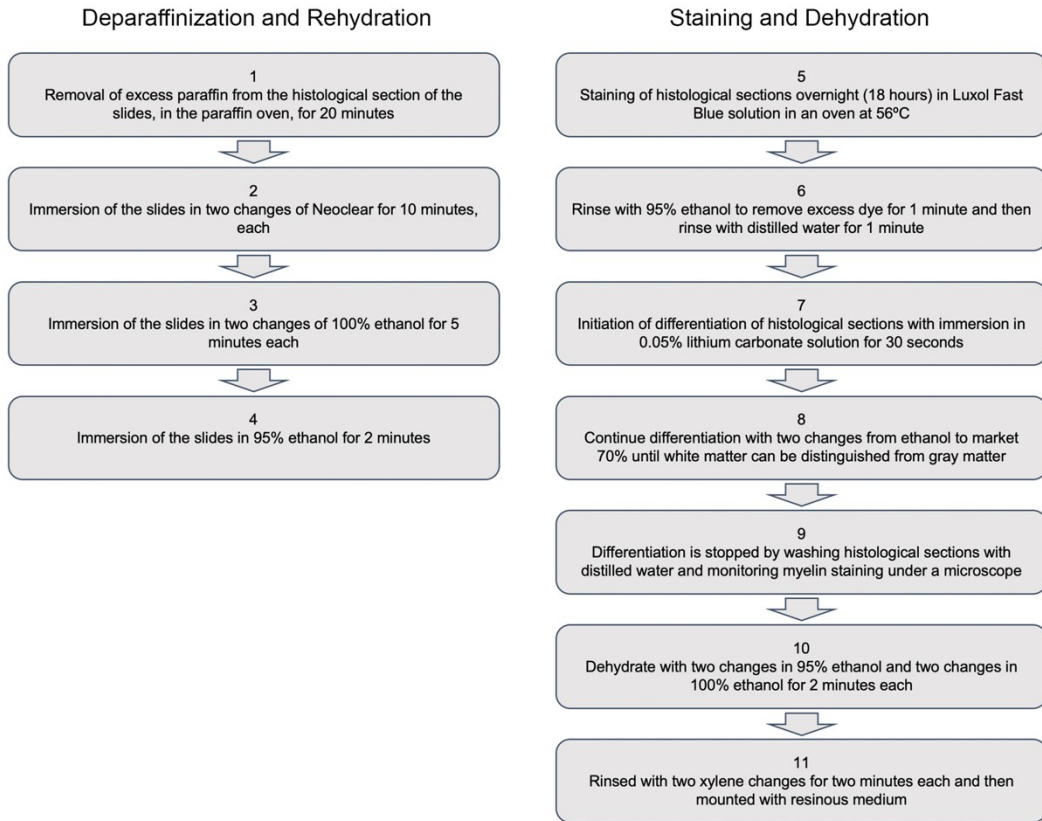 Deparaffinization and Rehydration
1
Removal of excess paraffin from the histological section of the
slides, in the paraffin oven, for 20 minutes
2
Immersion of the slides in two changes of Neoclear for 10 minutes,
each
3
Immersion of the slides in two changes of 100% ethanol for 5
minutes each
4
Immersion of the slides in 95% ethanol for 2 minutes
Staining and Dehydration
5
Staining of histological sections overnight (18 hours) in Luxol Fast
Blue solution in an oven at 56ºC
6
Rinse with 95% ethanol to remove excess dye for 1 minute and then
rinse with distilled water for 1 minute
7
Initiation of differentiation of histological sections with immersion in
0.05% lithium carbonate solution for 30 seconds
8
Continue differentiation with two changes from ethanol to market
70% until white matter can be distinguished from gray matter
9
Differentiation is stopped by washing histological sections with
distilled water and monitoring myelin staining under a microscope
10
Dehydrate with two changes in 95% ethanol and two changes in
100% ethanol for 2 minutes each
11
Rinsed with two xylene changes for two minutes each and then
mounted with resinous medium